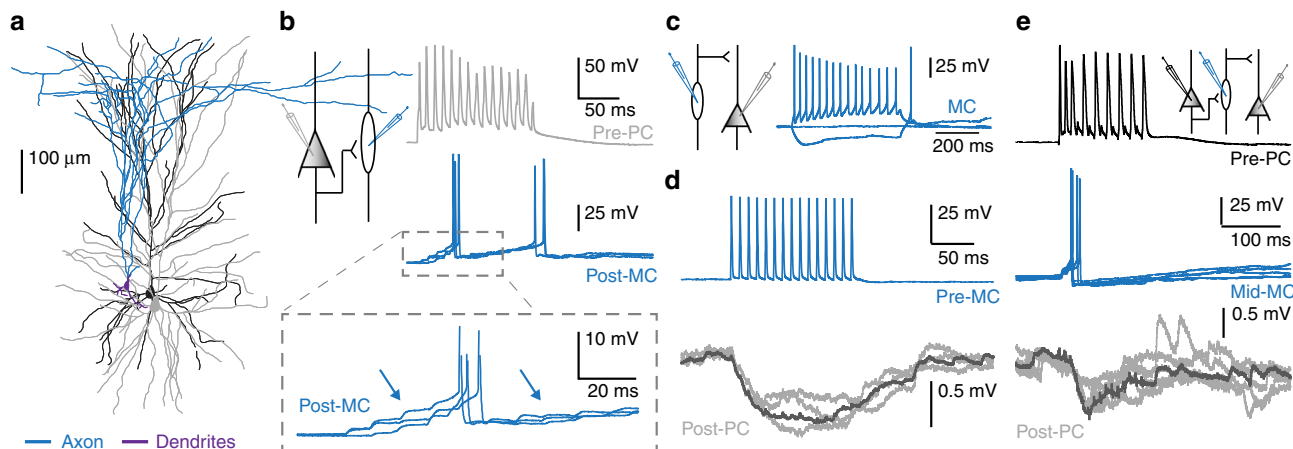 a
100 µm
Axon
Dendrites
b
50 mV
50 ms
Pre-PC
25 mV
Post-MC
10 mV
20 ms
Post-MC
c
25 mV
MC
200 ms
d
25 mV
50 ms
Pre-MC
0.5 mV
Post-PC
e
Pre-PC
25 mV
100 ms
Mid-MC
0.5 mV
Post-PC